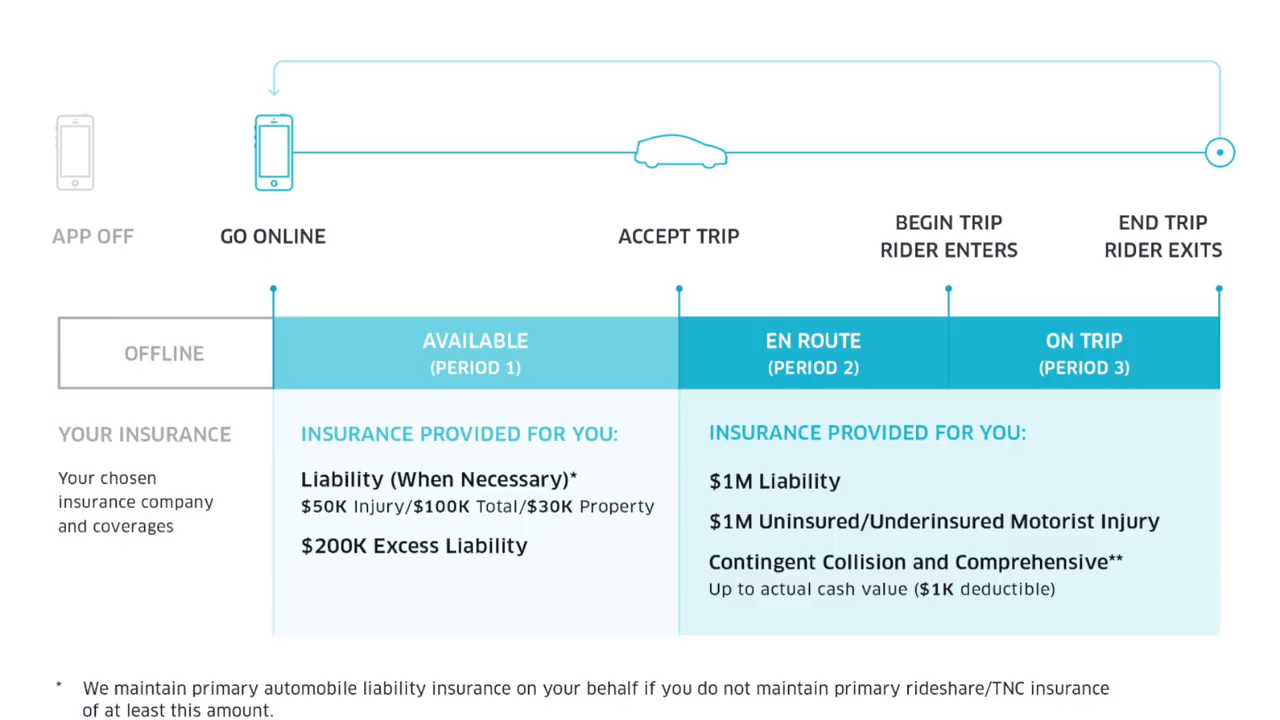 APP OFF
GO ONLINE
ACCEPT TRIP
BEGIN TRIP
RIDER ENTERS
END TRIP
RIDER EXITS
OFFLINE
AVAILABLE
(PERIOD 1)
EN ROUTE
(PERIOD 2)
ON TRIP
(PERIOD 3)
YOUR INSURANCE
Your chosen
insurance company
and coverages
INSURANCE PROVIDED FOR YOU:
Liability (When Necessary)*
$50K Injury/$100K Total/$30K Property
$200K Excess Liability
INSURANCE PROVIDED FOR YOU:
$1M Liability
$1M Uninsured/Underinsured Motorist Injury
Contingent Collision and Comprehensive**
Up to actual cash value ($1K deductible)
* We maintain primary automobile liability insurance on your behalf if you do not maintain primary rideshare/TNC insurance
of at least this amount.